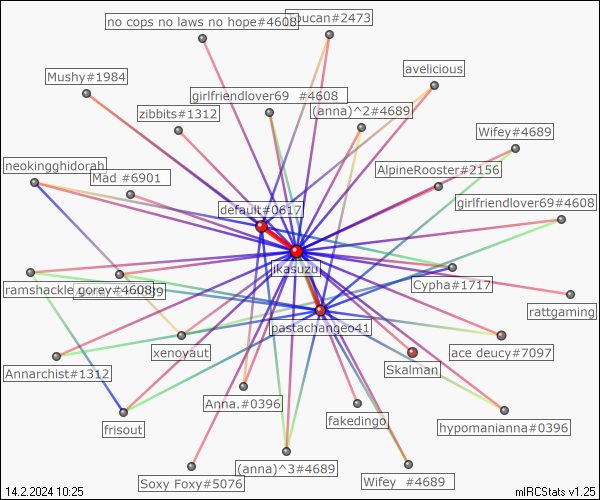 no cops no laws no hope#4608
oucan#2473
avelicious
Mushy#1984
girlfriendlover69 #4608
(anna)^2#4689
zibbits#1312
Wifey#4689
neokingghidorah
Mad #6901
AlpineRooster#2156
default#0617
girlfriendlover69#4608
jkasuzu
ramshackle
gorey#4608
Cypha#1717
rattgaming
pastachange041
xenoyaut
ace deucy#7097
Annarchist#1312
Skalman
Anna.#0396
fakedingo
hypomanianna#0396
frisout
(anna)^3#4689
Soxy Foxy#5076
Wifey #4689
14.2.2024 10:25
mIRCStats v1.25